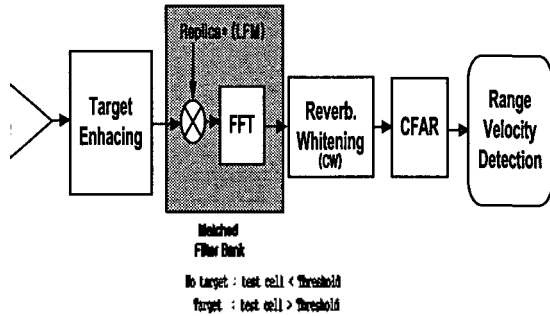 Replica* (LFM)
Target
Enhacing
FFT
Reverb.
Whitening
(CW)
CFAR
Range
Velocity
Detection
Matched
Filter Bank
No target : test cell < Threshold
Target : test cell > Threshold